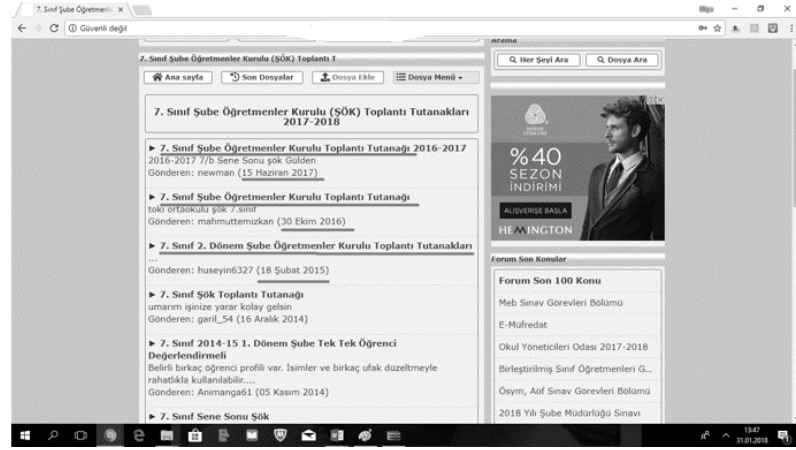 7. Sınıf Şube Öğretmenle
Bilgo
Güvenli değil
7. Sınıf Şube Öğretmenler Kurulu (ŞÖK) Toplantı T
Ana sayfa
Son Dosyalar
Dosya Ekle
Dosya Menü
7. Sınıf Şube Öğretmenler Kurulu (ŞÖK) Toplantı Tutanakları
2017-2018
► 7. Sınıf Şube Öğretmenler Kurulu Toplantı Tutanağı 2016-2017
2016-2017 7/b Sene Sonu şok Gülden
Gönderen: newman (15 Haziran 2017)
► 7. Sınıf Şube Öğretmenler Kurulu Toplantı Tutanağı
toki ortaokulu şök 7.sınıf
Gönderen: mahmuttemizkan (30 Ekim 2016)
► 7. Sınıf 2. Dönem Şube Öğretmenler Kurulu Toplantı Tutanakları
...
Gönderen: huseyin6327 (18 Şubat 2015)
► 7. Sınıf Şök Toplantı Tutanağı
umarım işinize yarar kolay gelsin
Gönderen: garil_54 (16 Aralık 2014)
► 7. Sınıf 2014-15 1. Dönem Şube Tek Tek Öğrenci
Değerlendirmeli
Belirli birkaç öğrenci profili var. İsimler ve birkaç ufak düzeltmeyle
rahatlıkla kullanılabilir....
Gönderen: Animanga61 (05 Kasım 2014)
► 7. Sınıf Sene Sonu Şök
Arama
Her Şeyi Ara
Dosya Ara
%40
SEZON
İNDİRİMİ
ALIŞVERİŞE BAŞLA
HEMINGTON
Forum Son Konular
Forum Son 100 Konu
Meb Sınav Görevleri Bölümü
E-Müfredat
Okul Yöneticileri Odası 2017-2018
Birleştirilmiş Sınıf Öğretmenleri G...
Ösym, Aof Sınav Görevleri Bölümü
2018 Yılı Şube Müdürlüğü Sınavı
13:47
31.01.2018